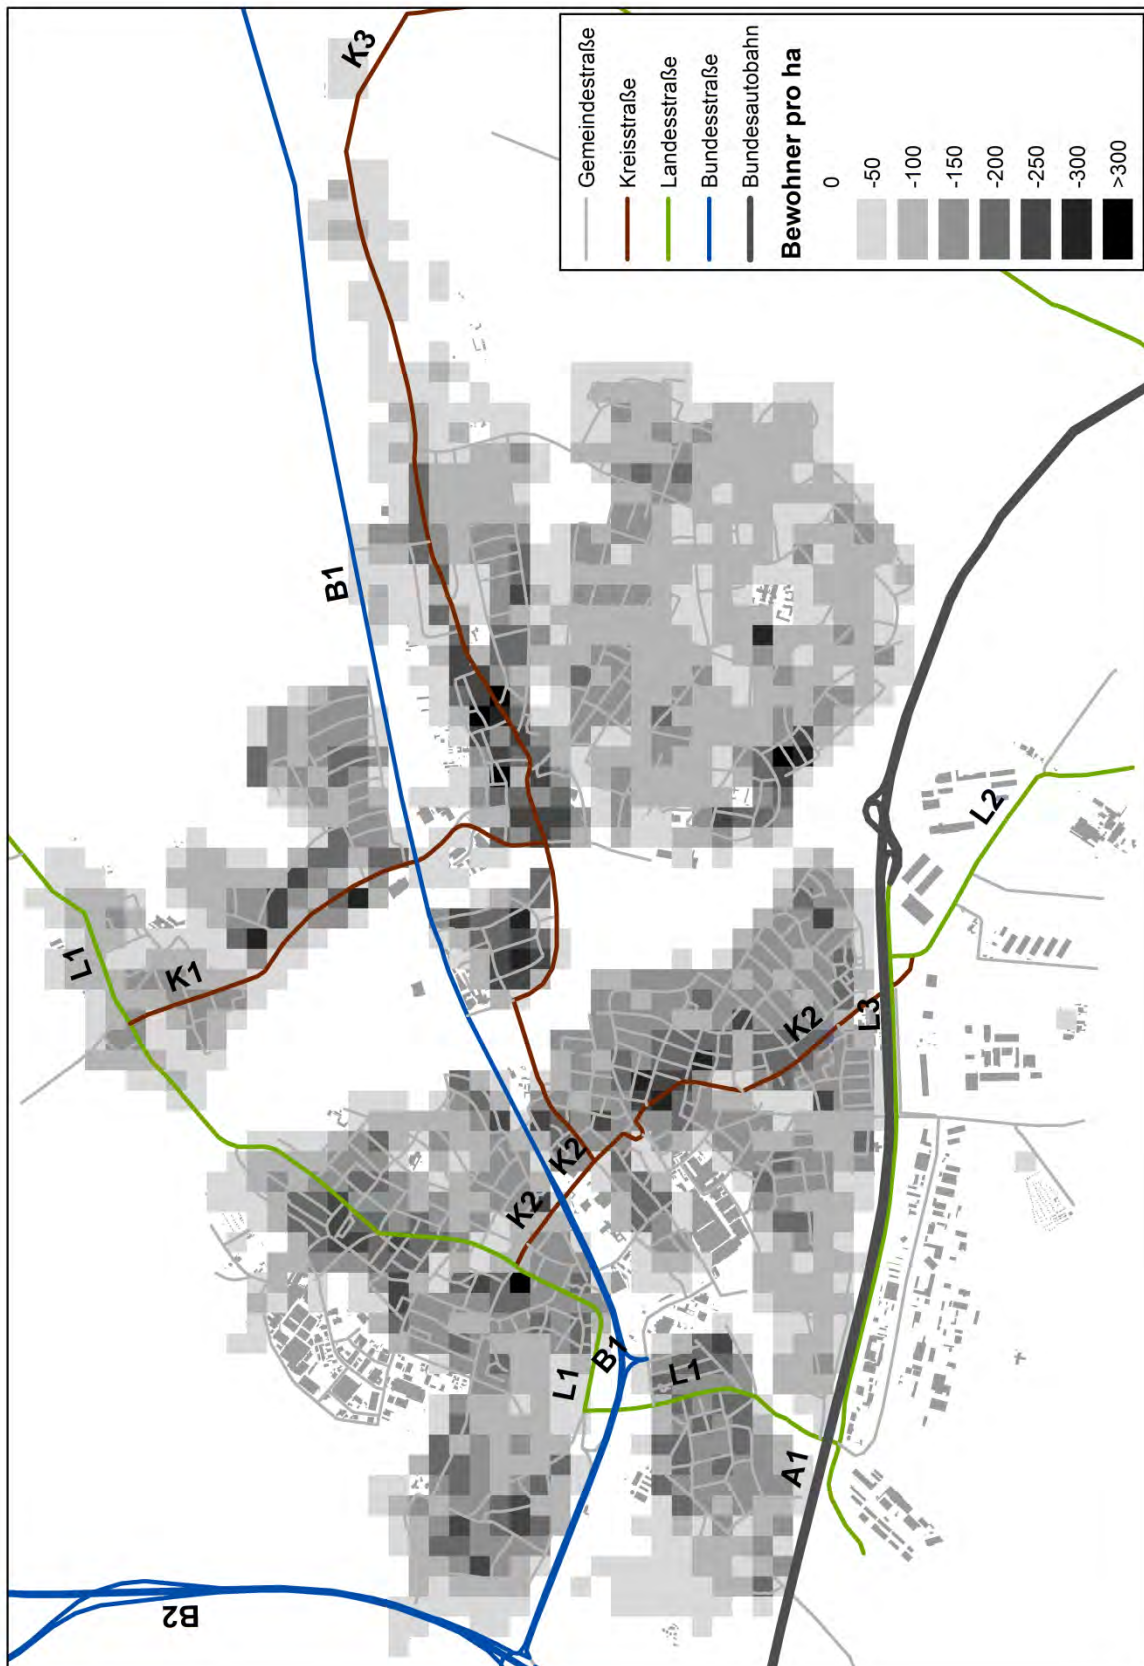 K3
B1
L1
K1
B2
K2
K2
L1
B1
L1
K2
L3
L2
A1
Gemeindestraße
Kreisstraße
Landesstraße
Bundesstraße
Bundesautobahn
Bewohner pro ha
0
-50
-100
-150
-200
-250
-300
>300